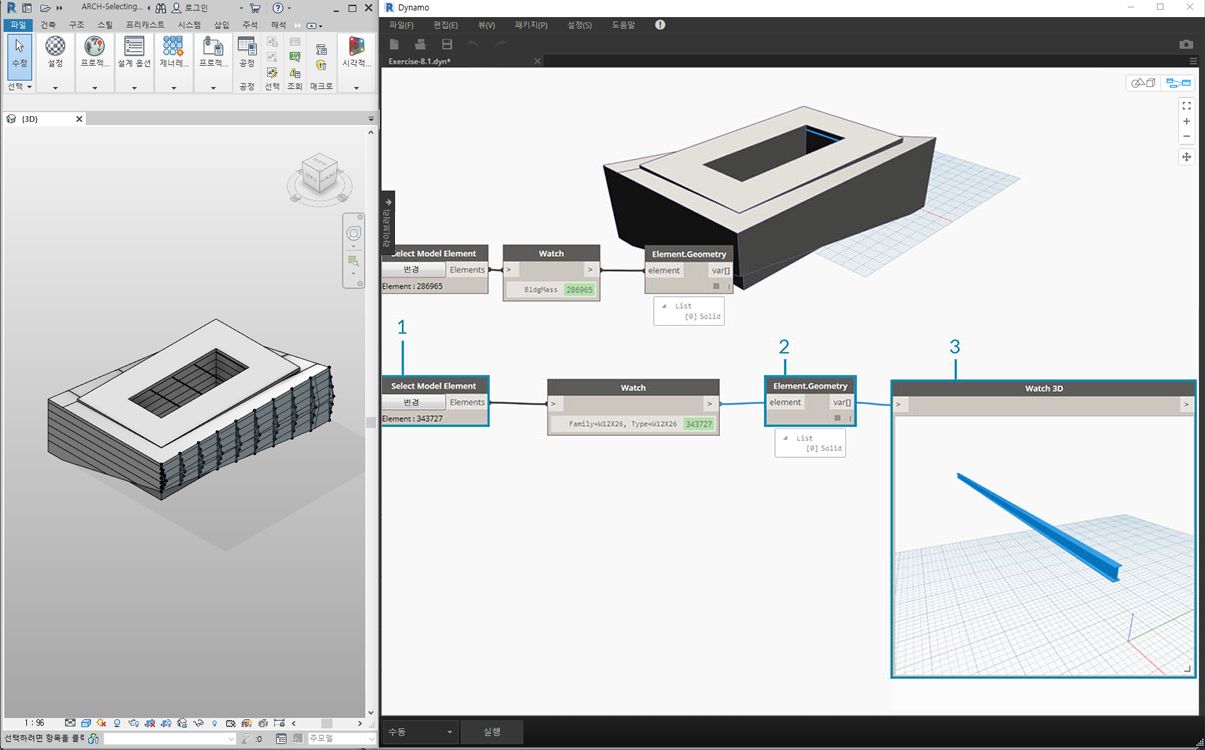 ARCH-Selecting...
로그인
파일
건축
구조
스틸
프리캐스트
시스템
삽입
주석
해석
수정
설정
프로젝...
설계 옵션
제너레...
프로젝...
공정
시각적...
선택
공정
선택
조회
매크로
{3D}
1 : 96
선택하려면 항목을 클릭
:0
주모델
Dynamo
파일(F)
편집(E)
뷰(V)
패키지(P)
설정(S)
도움말
Exercise-8.1.dyn*
라이브러리
Select Model Element
변경
Elements
Element : 286965
Watch
>
>
BldgMass 286965
Element.Geometry
element
var[]
List
[0] Solid
1
Select Model Element
변경
Elements
Element : 343727
Watch
>
>
Family=W12X26, Type=W12X26 343727
2
Element.Geometry
element
var[]
List
[0] Solid
3
Watch 3D
>
>
수동
실행